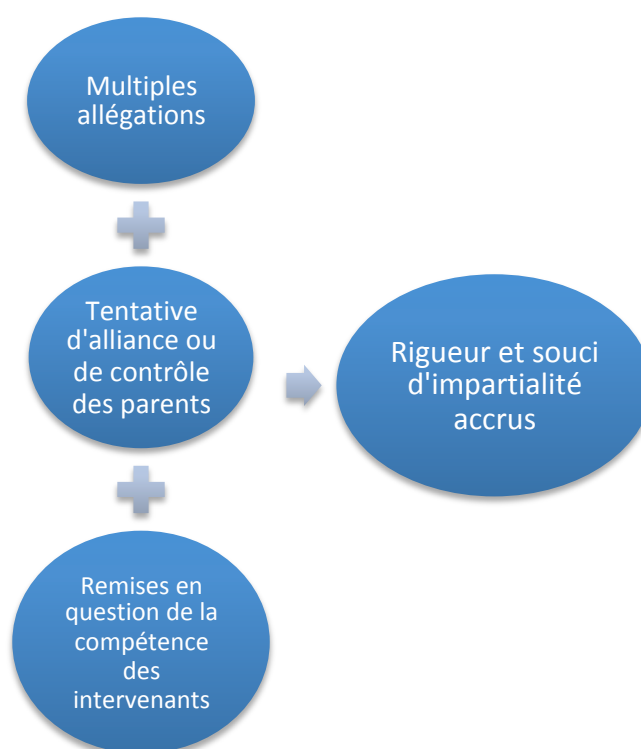 Multiples
allégations
Tentative
d'alliance ou
de contrôle
des parents
Rigueur et souci
d'impartialité
accrus
Remises en
question de la
compétence
des
intervenants